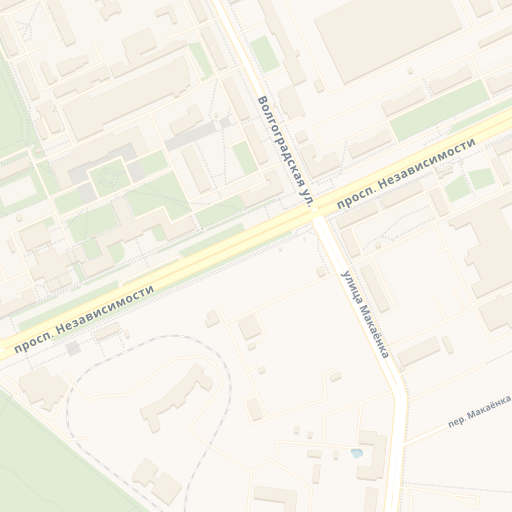 Волгоградская ул.
просп. Независимости
просп. Независимости
улица Макаёнка
пер. Макаёнка